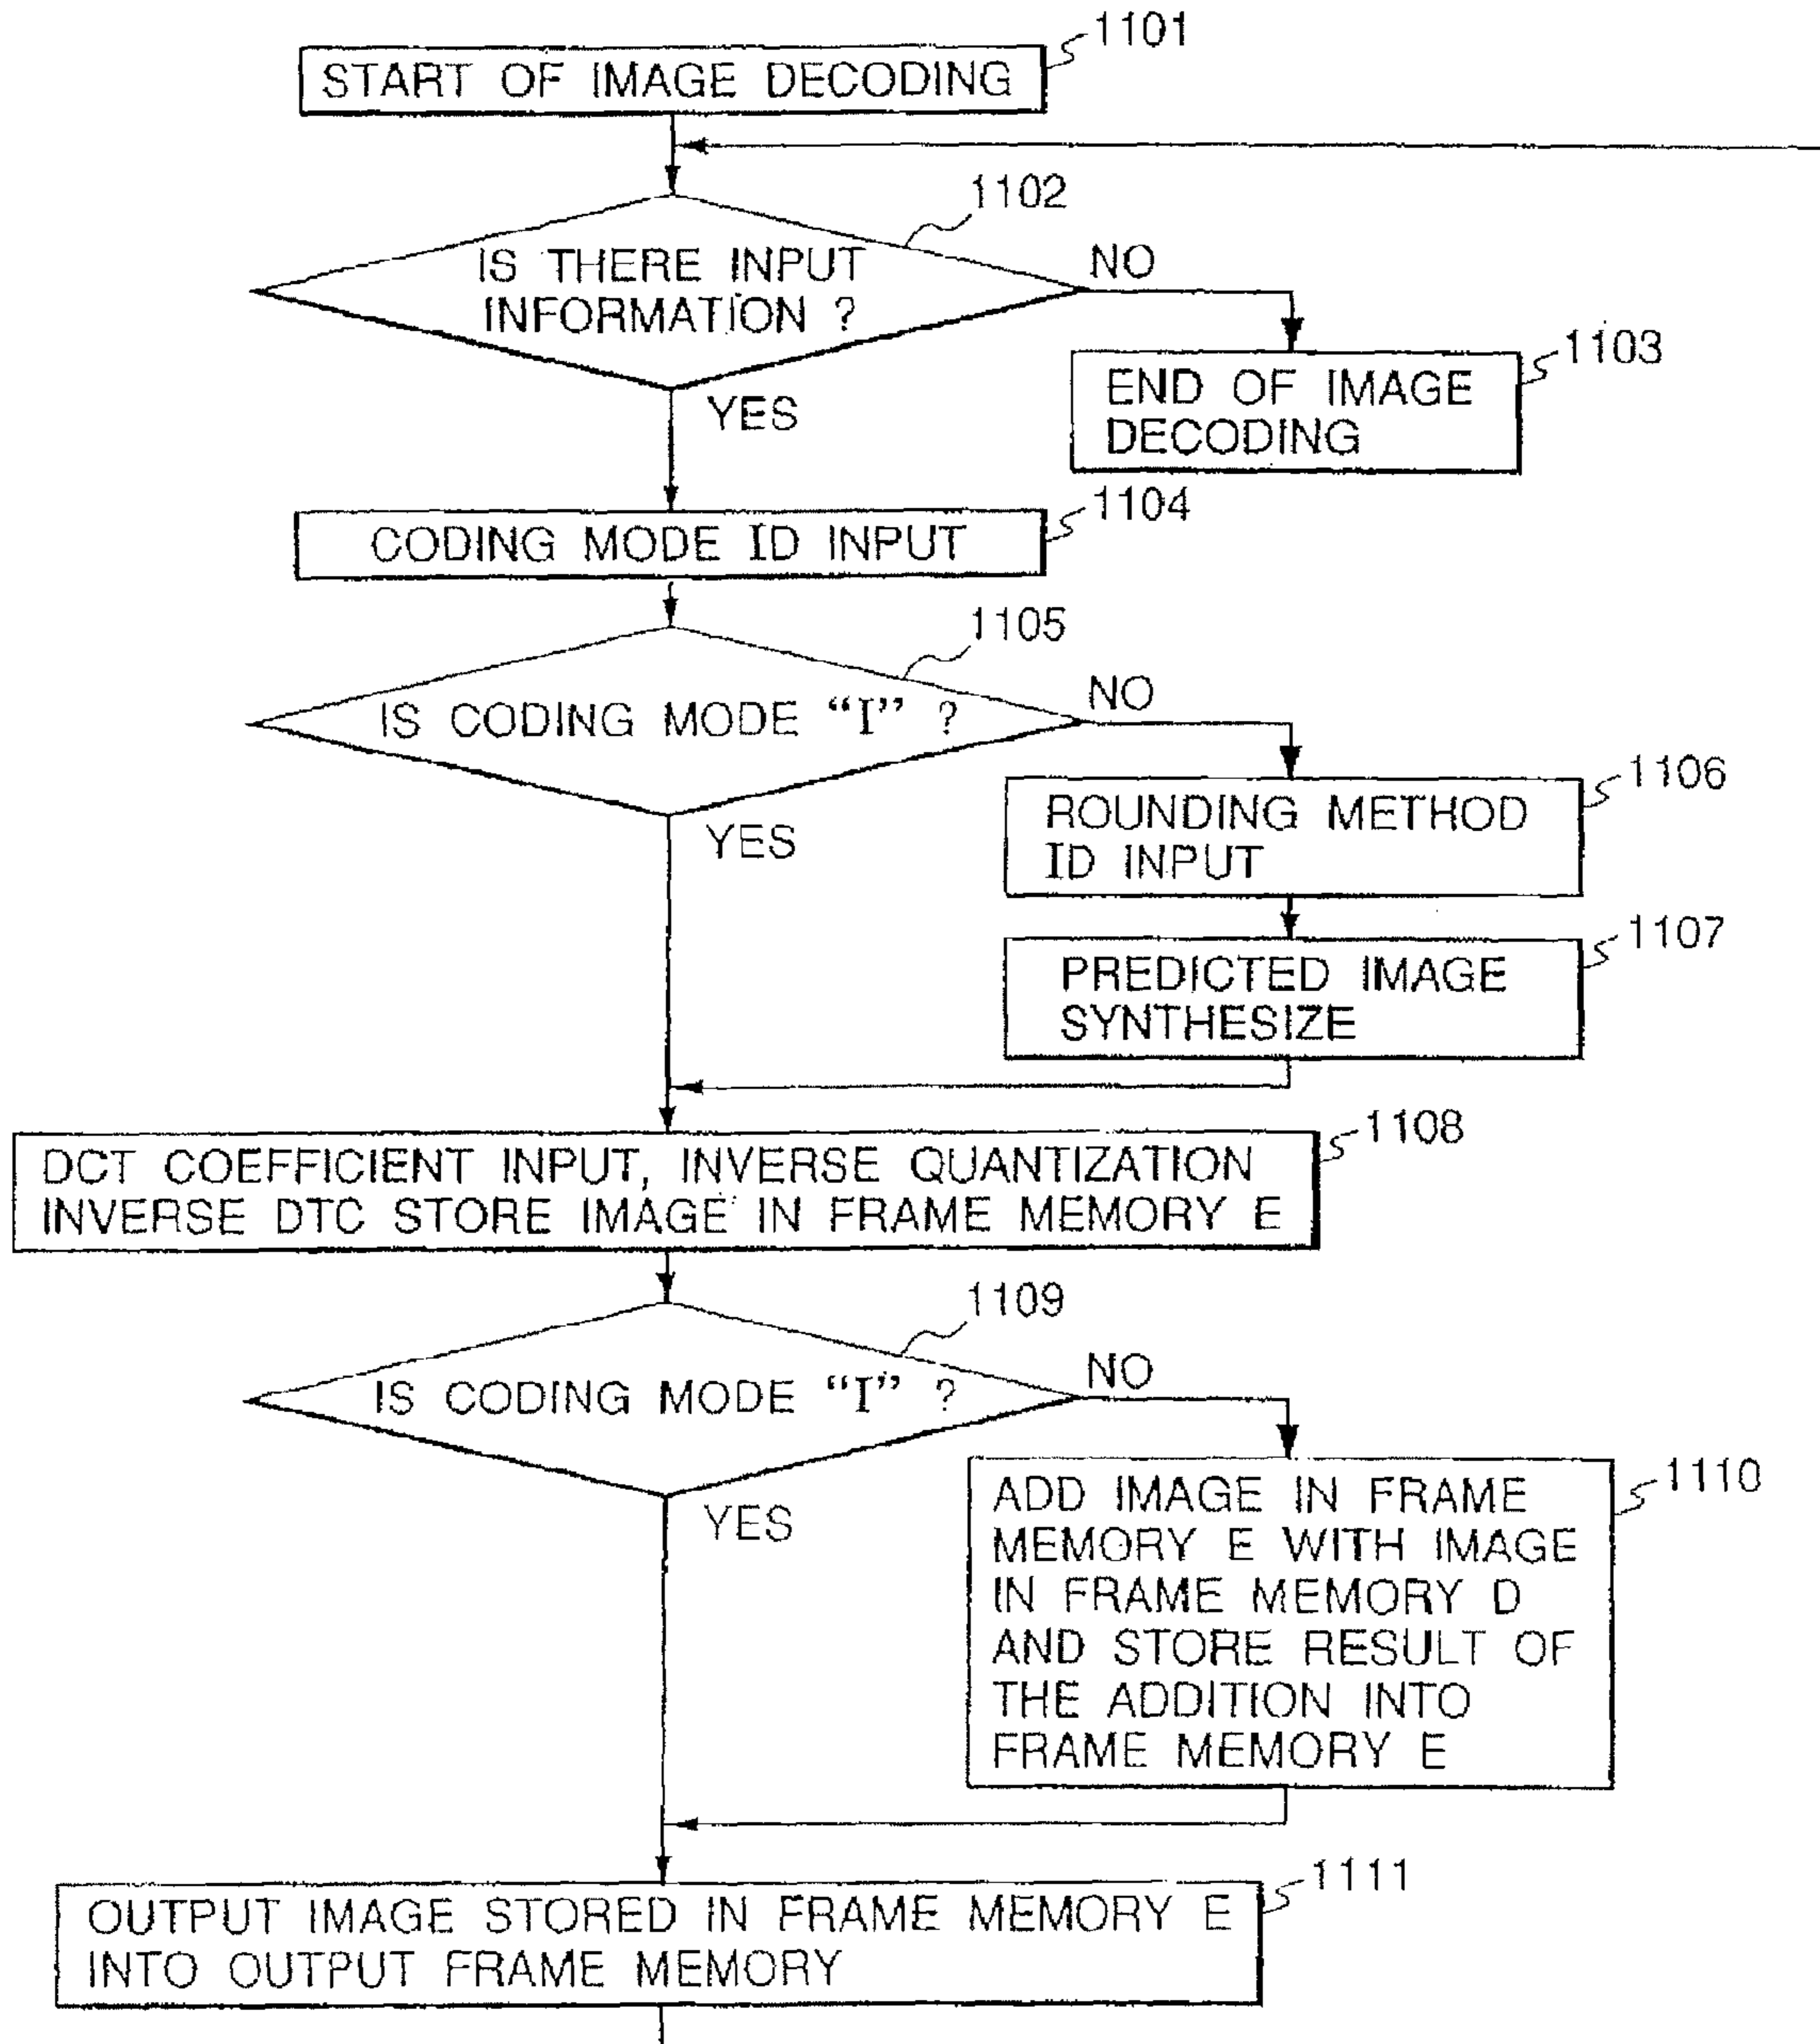 1101
START OF IMAGE DECODING
1102
IS THERE INPUT
INFORMATION ?
NO
YES
1103
END OF IMAGE
DECODING
1104
CODING MODE ID INPUT
1105
IS CODING MODE “I” ?
NO
YES
1106
ROUNDING METHOD
ID INPUT
1107
PREDICTED IMAGE
SYNTHESIZE
1108
DCT COEFFICIENT INPUT, INVERSE QUANTIZATION
INVERSE DTC STORE IMAGE IN FRAME MEMORY E
1109
IS CODING MODE “I” ?
NO
YES
1110
ADD IMAGE IN FRAME
MEMORY E WITH IMAGE
IN FRAME MEMORY D
AND STORE RESULT OF
THE ADDITION INTO
FRAME MEMORY E
1111
OUTPUT IMAGE STORED IN FRAME MEMORY E
INTO OUTPUT FRAME MEMORY